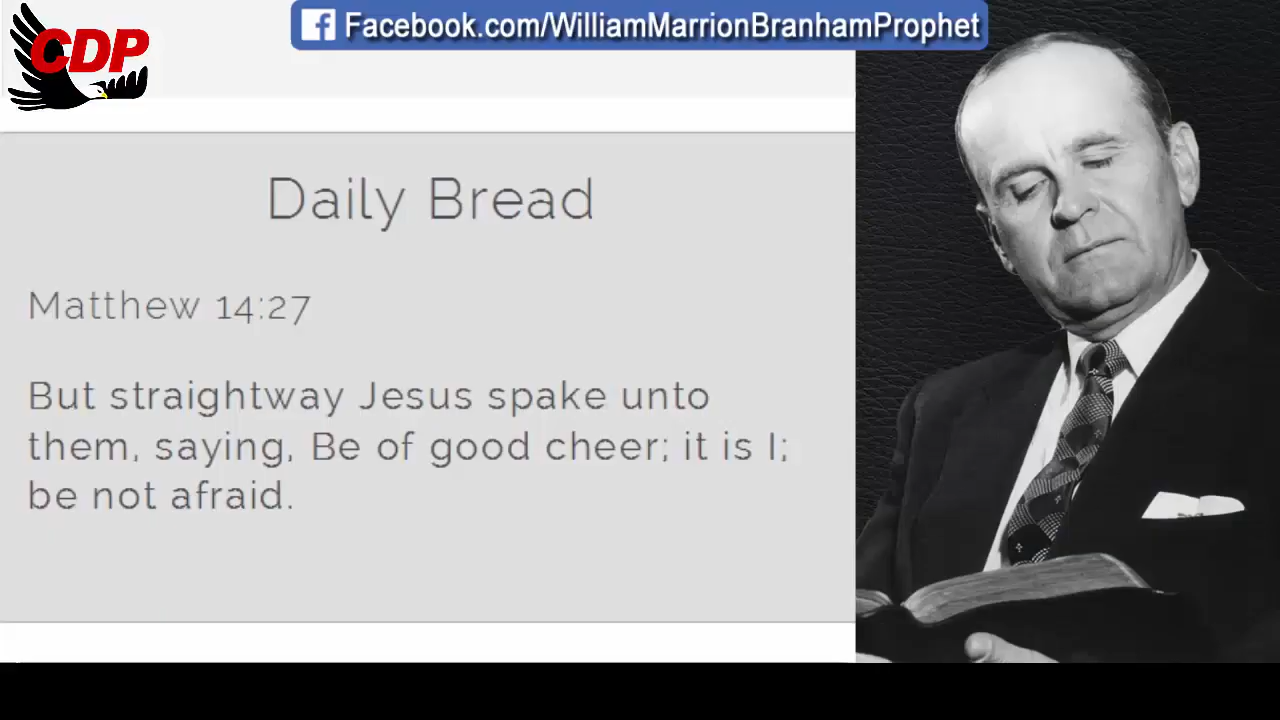 Facebook.com/WilliamMarrionBranhamProphet
CDP
Daily Bread
Matthew 14:27
But straightway Jesus spake unto
them, saying, Be of good cheer; it is I;
be not afraid.